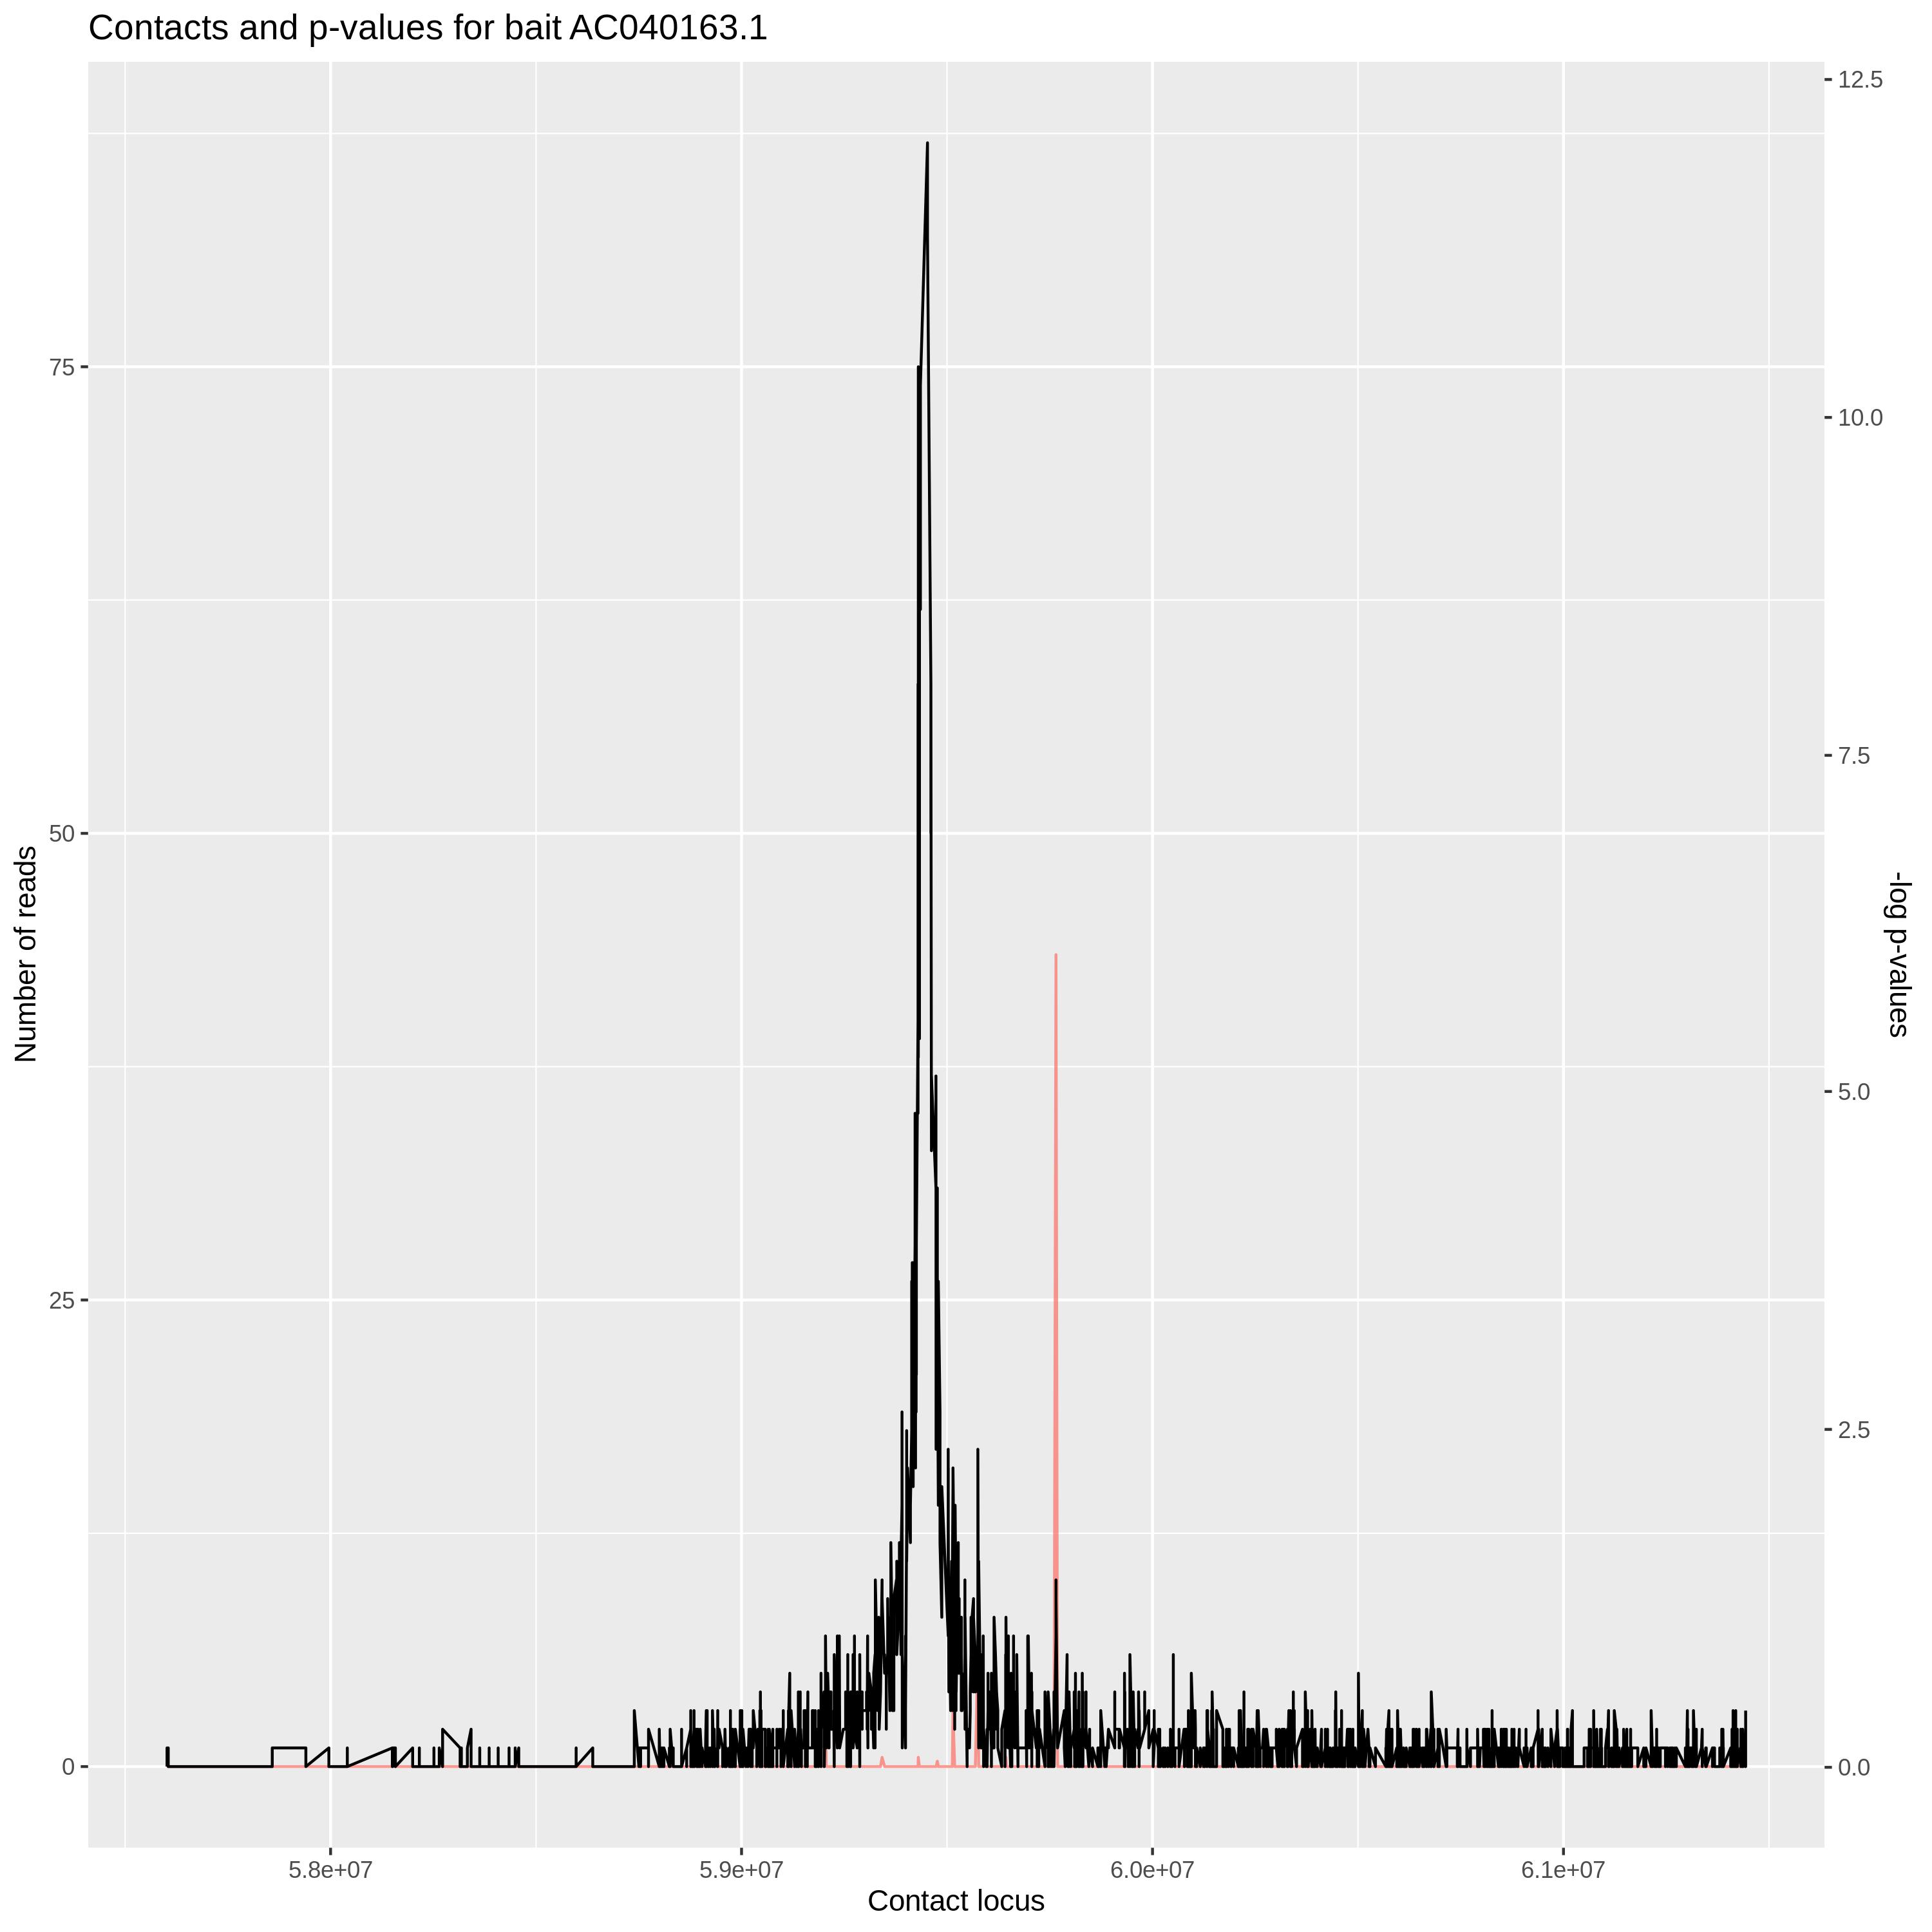 Contacts and p-values for bait AC040163.1
Number of reads
75
50
25
0
12.5
10.0
7.5
5.0
2.5
0.0
-log p-values
5.8e+07
5.9e+07
6.0e+07
6.1e+07
Contact locus